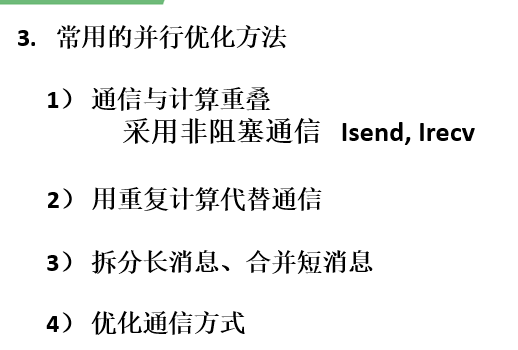 3. 常用的并行优化方法
1） 通信与计算重叠
采用非阻塞通信 Isend, Irecv
2） 用重复计算代替通信
3） 拆分长消息、合并短消息
4） 优化通信方式